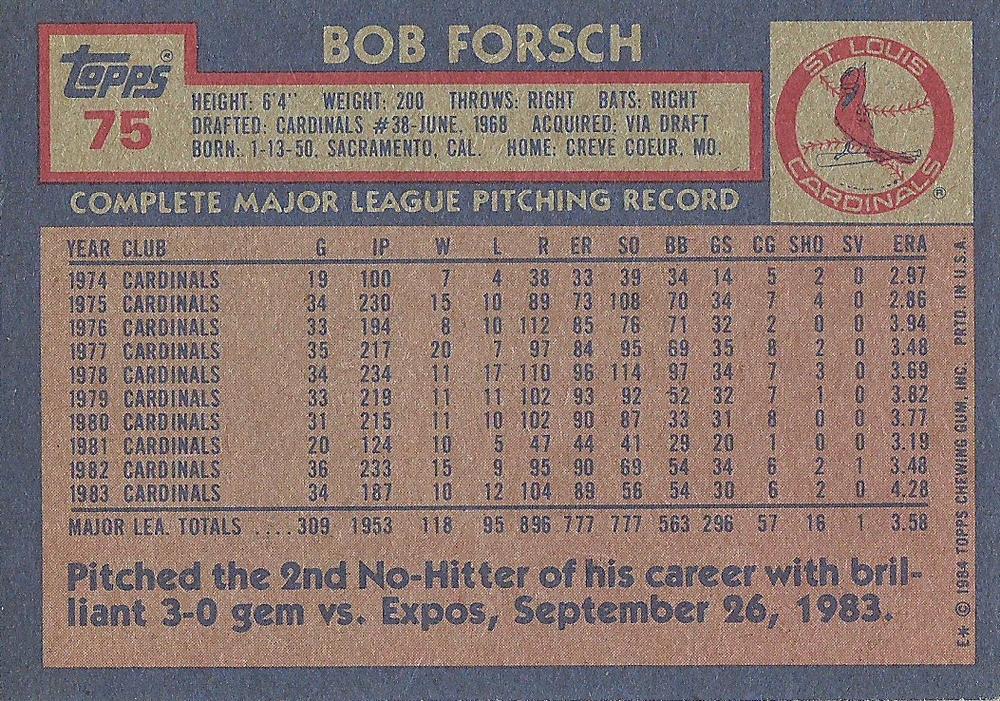 Topps®
75
BOB FORSCH
HEIGHT: 6'4" WEIGHT: 200 THROWS: RIGHT BATS: RIGHT
DRAFTED: CARDINALS #38-JUNE, 1968 ACQUIRED: VIA DRAFT
BORN: 1-13-50, SACRAMENTO, CAL. HOME: CREVE COEUR, MO.
ST. LOUIS
CARDINALS ®
COMPLETE MAJOR LEAGUE PITCHING RECORD
YEAR CLUB G IP W L R ER SO BB GS CG SHO SV ERA
1974 CARDINALS 19 100 7 4 38 33 39 34 14 5 2 0 2.97
1975 CARDINALS 34 230 15 10 89 73 108 70 34 7 4 0 2.86
1976 CARDINALS 33 194 8 10 112 85 76 71 32 2 0 0 3.94
1977 CARDINALS 35 217 20 7 97 84 95 69 35 8 2 0 3.48
1978 CARDINALS 34 234 11 17 110 96 114 97 34 7 3 0 3.69
1979 CARDINALS 33 219 11 11 102 93 92 52 32 7 1 0 3.82
1980 CARDINALS 31 215 11 10 102 90 87 33 31 8 0 0 3.77
1981 CARDINALS 20 124 10 5 47 44 41 29 20 1 0 0 3.19
1982 CARDINALS 36 233 15 9 95 90 69 54 34 6 2 1 3.48
1983 CARDINALS 34 187 10 12 104 89 56 54 30 6 2 0 4.28
MAJOR LEA. TOTALS ....309 1953 118 95 896 777 777 563 296 57 16 1 3.58
Pitched the 2nd No-Hitter of his career with bril-
liant 3-0 gem vs. Expos, September 26, 1983.
E* © 1984 TOPPS CHEWING GUM, INC. PRTD. IN U.S.A.